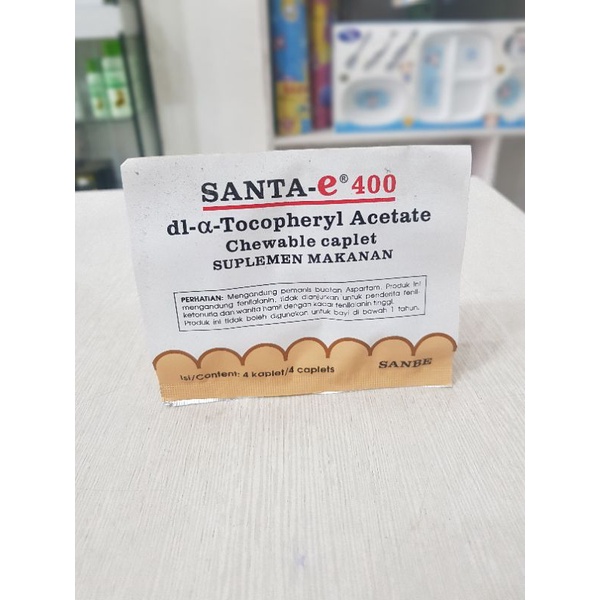 SANTA-e® 400
dl-α-Tocopheryl Acetate
Chewable caplet
SUPLEMEN MAKANAN
PERHATIAN: Mengandung pemanis buatan Aspartam. Produk ini
mengandung fenilalanin, tidak dianjurkan untuk penderita fenil-
ketonuria dan wanita hamil dengan kadar fenilalanin tinggi.
Produk ini tidak boleh digunakan untuk bayi di bawah 1 tahun.
Isi/Content: 4 kaplet/4 caplets
SANBE